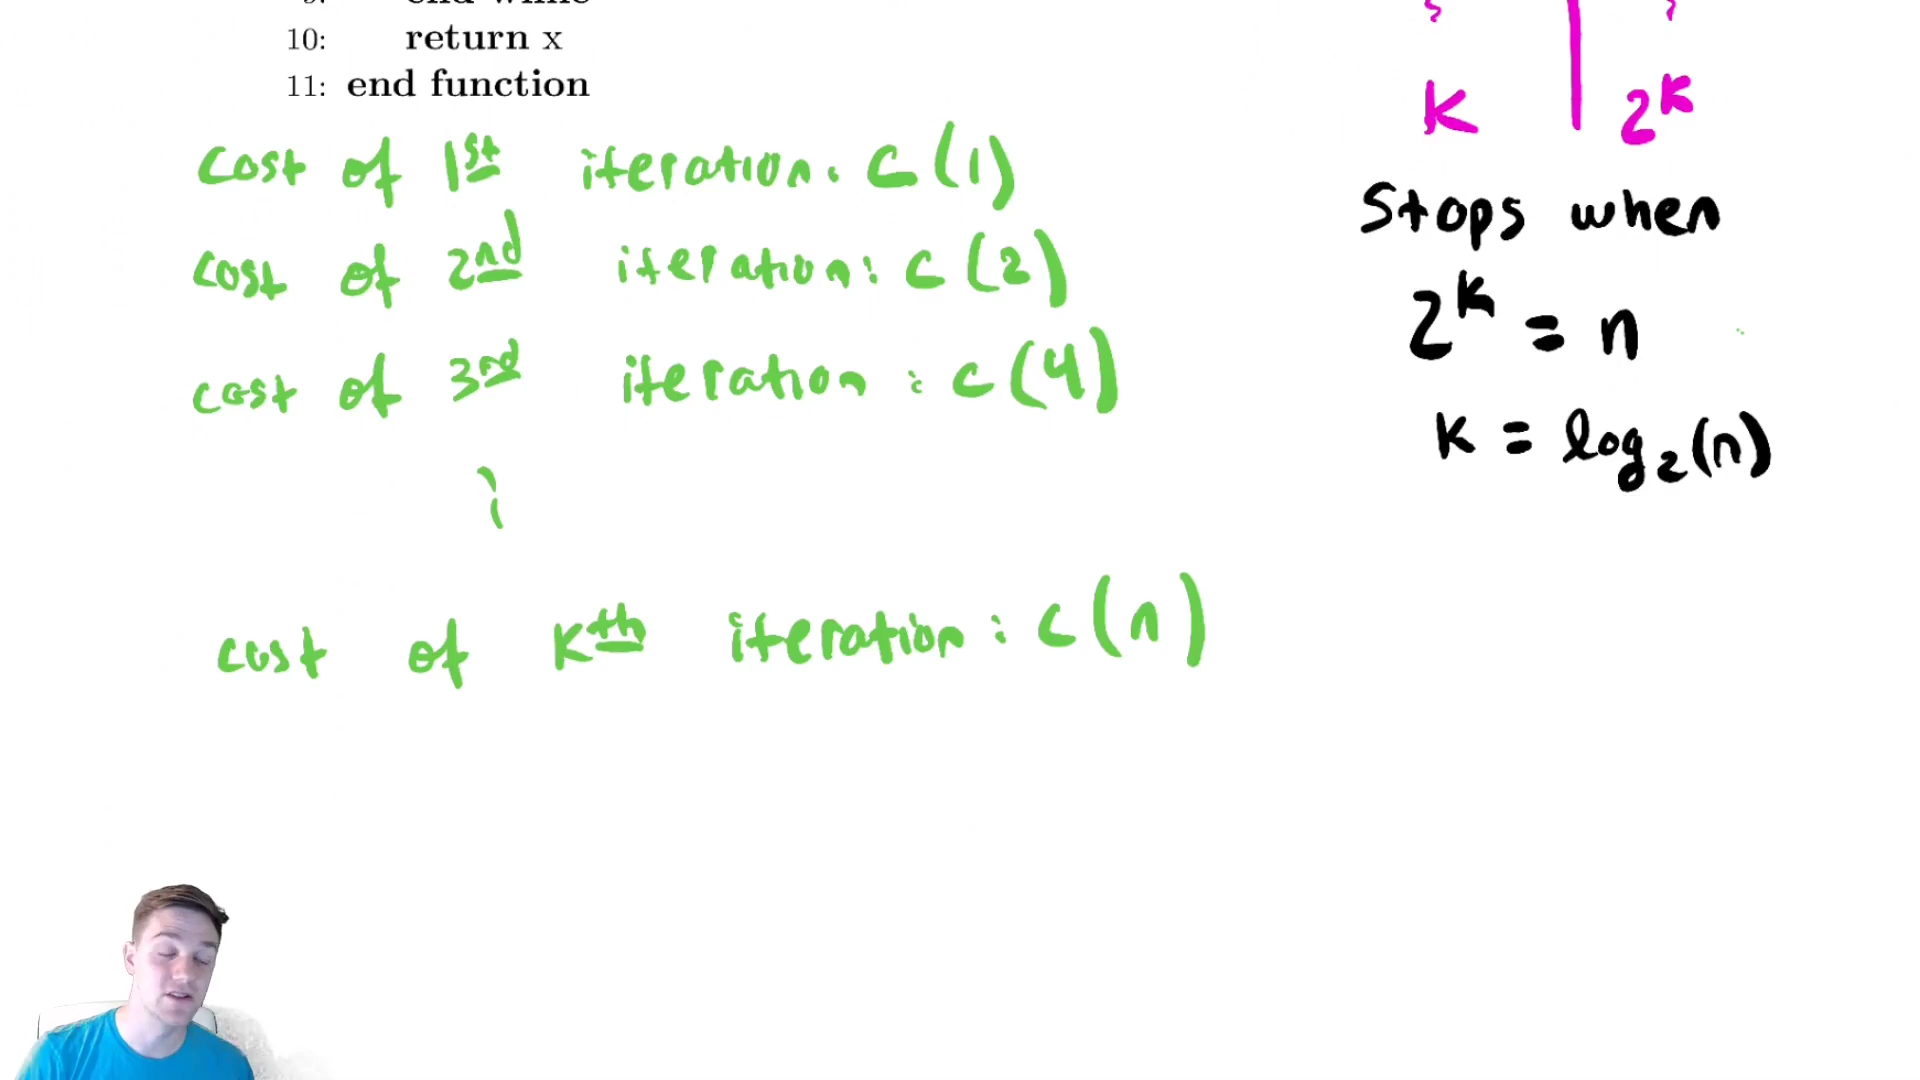 10: return x
11: end function
cost of 1st iteration: c(1)
cost of 2nd iteration: c(2)
cost of 3rd iteration: c(4)
⋮
cost of kth iteration: c(n)
k | 2^k
Stops when
2^k = n
k = log₂(n)